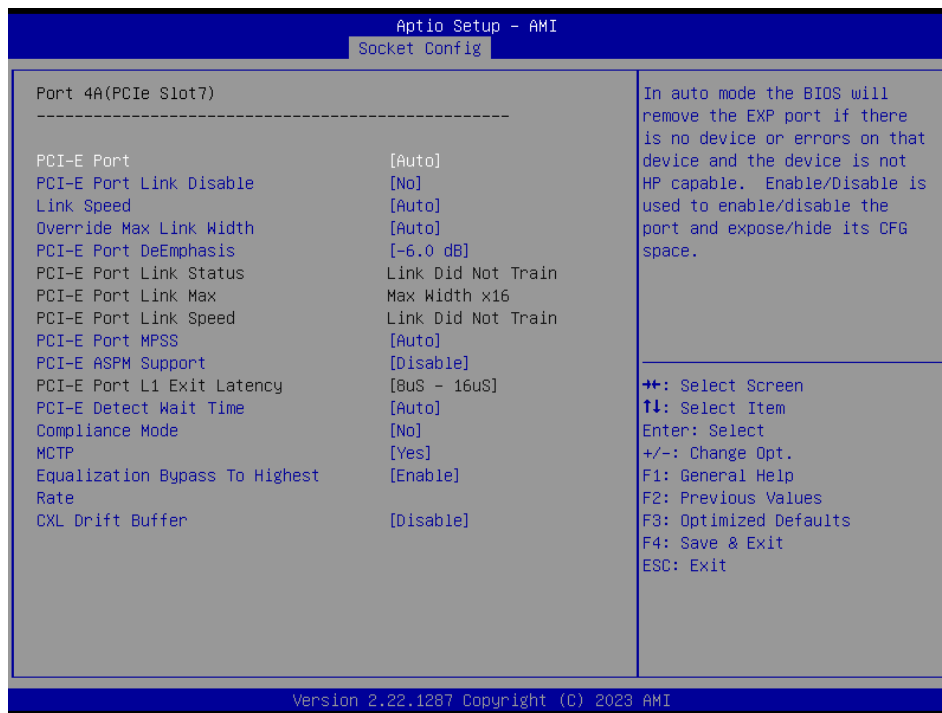 Aptio Setup – AMI
Socket Config
Port 4A(PCIe Slot7)
--------------------------------------------------
PCI-E Port [Auto]
PCI-E Port Link Disable [No]
Link Speed [Auto]
Override Max Link Width [Auto]
PCI-E Port DeEmphasis [-6.0 dB]
PCI-E Port Link Status Link Did Not Train
PCI-E Port Link Max Max Width x16
PCI-E Port Link Speed Link Did Not Train
PCI-E Port MPSS [Auto]
PCI-E ASPM Support [Disable]
PCI-E Port L1 Exit Latency [8uS - 16uS]
PCI-E Detect Wait Time [Auto]
Compliance Mode [No]
MCTP [Yes]
Equalization Bypass To Highest [Enable]
Rate
CXL Drift Buffer [Disable]
In auto mode the BIOS will
remove the EXP port if there
is no device or errors on that
device and the device is not
HP capable.  Enable/Disable is
used to enable/disable the
port and expose/hide its CFG
space.
→←: Select Screen
↑↓: Select Item
Enter: Select
+/-: Change Opt.
F1: General Help
F2: Previous Values
F3: Optimized Defaults
F4: Save & Exit
ESC: Exit
Version 2.22.1287 Copyright (C) 2023 AMI